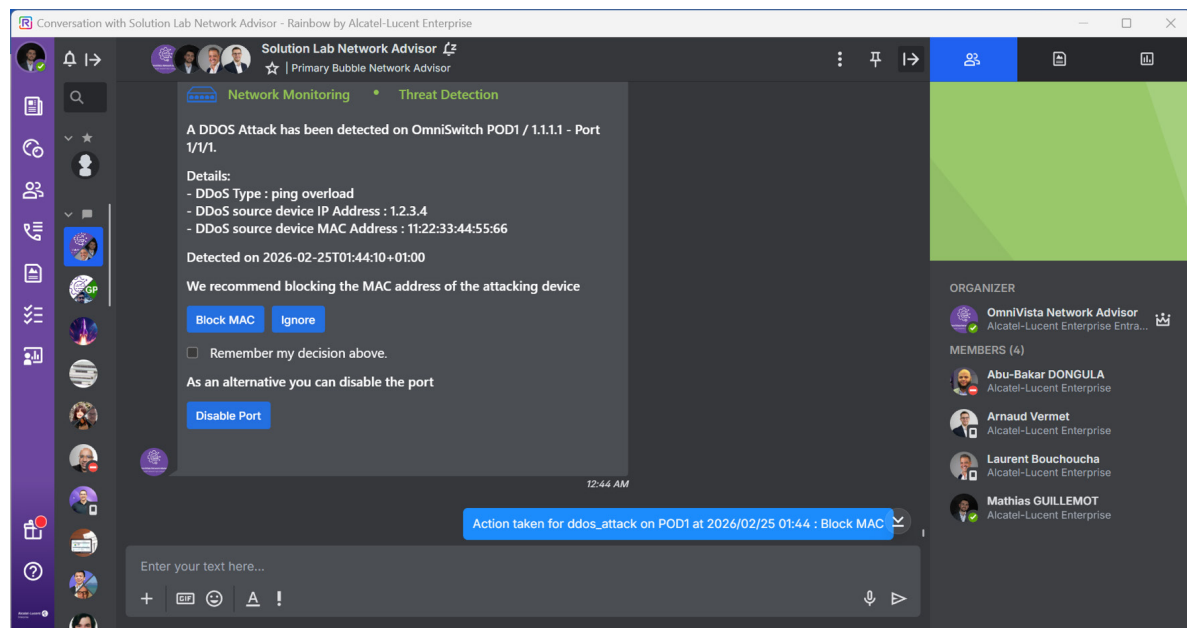 Conversation with Solution Lab Network Advisor - Rainbow by Alcatel-Lucent Enterprise
Solution Lab Network Advisor
| Primary Bubble Network Advisor
Network Monitoring • Threat Detection
A DDOS Attack has been detected on OmniSwitch POD1 / 1.1.1.1 - Port
1/1/1.
Details:
- DDoS Type : ping overload
- DDoS source device IP Address : 1.2.3.4
- DDoS source device MAC Address : 11:22:33:44:55:66
Detected on 2026-02-25T01:44:10+01:00
We recommend blocking the MAC address of the attacking device
Block MAC Ignore
Remember my decision above.
As an alternative you can disable the port
Disable Port
12:44 AM
Action taken for ddos_attack on POD1 at 2026/02/25 01:44 : Block MAC
Enter your text here...
GIF
GP
ORGANIZER
OmniVista Network Advisor
Alcatel-Lucent Enterprise Entra...
MEMBERS (4)
Abu-Bakar DONGULA
Alcatel-Lucent Enterprise
Arnaud Vermet
Alcatel-Lucent Enterprise
Laurent Bouchoucha
Alcatel-Lucent Enterprise
Mathias GUILLEMOT
Alcatel-Lucent Enterprise